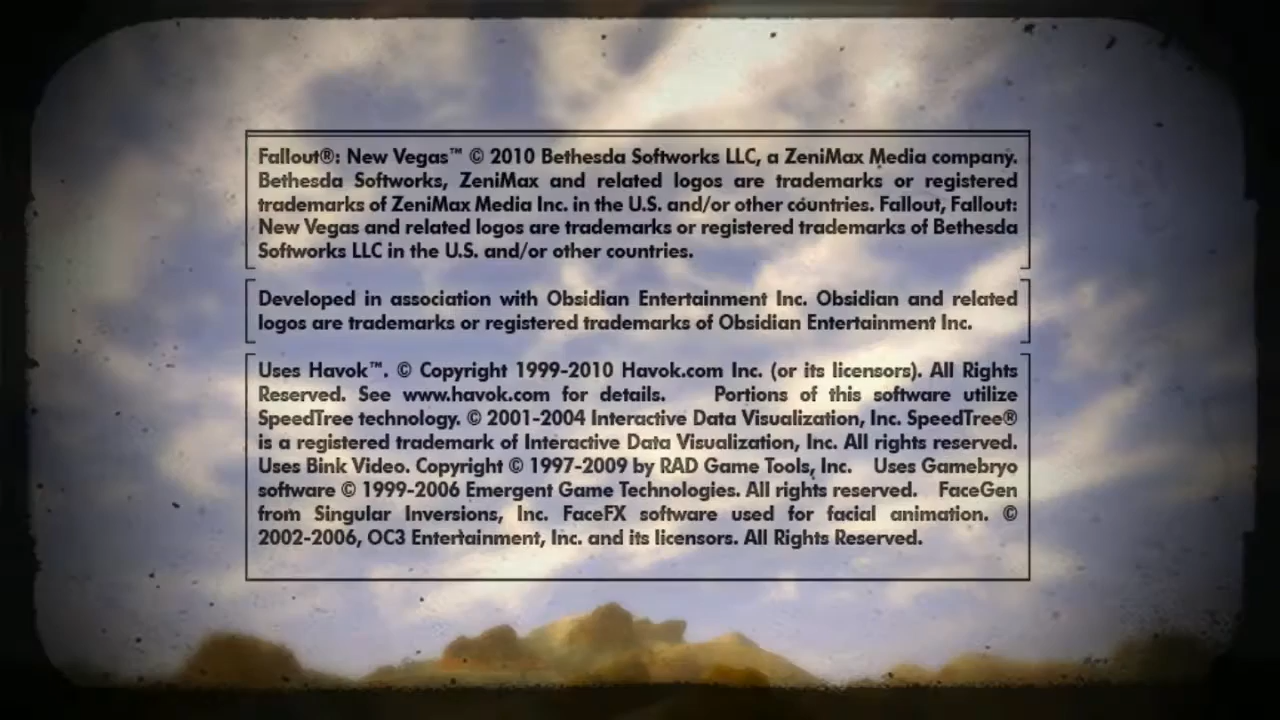 Fallout®: New Vegas™ © 2010 Bethesda Softworks LLC, a ZeniMax Media company.
Bethesda Softworks, ZeniMax and related logos are trademarks or registered
trademarks of ZeniMax Media Inc. in the U.S. and/or other countries. Fallout, Fallout:
New Vegas and related logos are trademarks or registered trademarks of Bethesda
Softworks LLC in the U.S. and/or other countries.
Developed in association with Obsidian Entertainment Inc. Obsidian and related
logos are trademarks or registered trademarks of Obsidian Entertainment Inc.
Uses Havok™. © Copyright 1999-2010 Havok.com Inc. (or its licensors). All Rights
Reserved. See www.havok.com for details. Portions of this software utilize
SpeedTree technology. © 2001-2004 Interactive Data Visualization, Inc. SpeedTree®
is a registered trademark of Interactive Data Visualization, Inc. All rights reserved.
Uses Bink Video. Copyright © 1997-2009 by RAD Game Tools, Inc. Uses Gamebryo
software © 1999-2006 Emergent Game Technologies. All rights reserved. FaceGen
from Singular Inversions, Inc. FaceFX software used for facial animation. ©
2002-2006, OC3 Entertainment, Inc. and its licensors. All Rights Reserved.